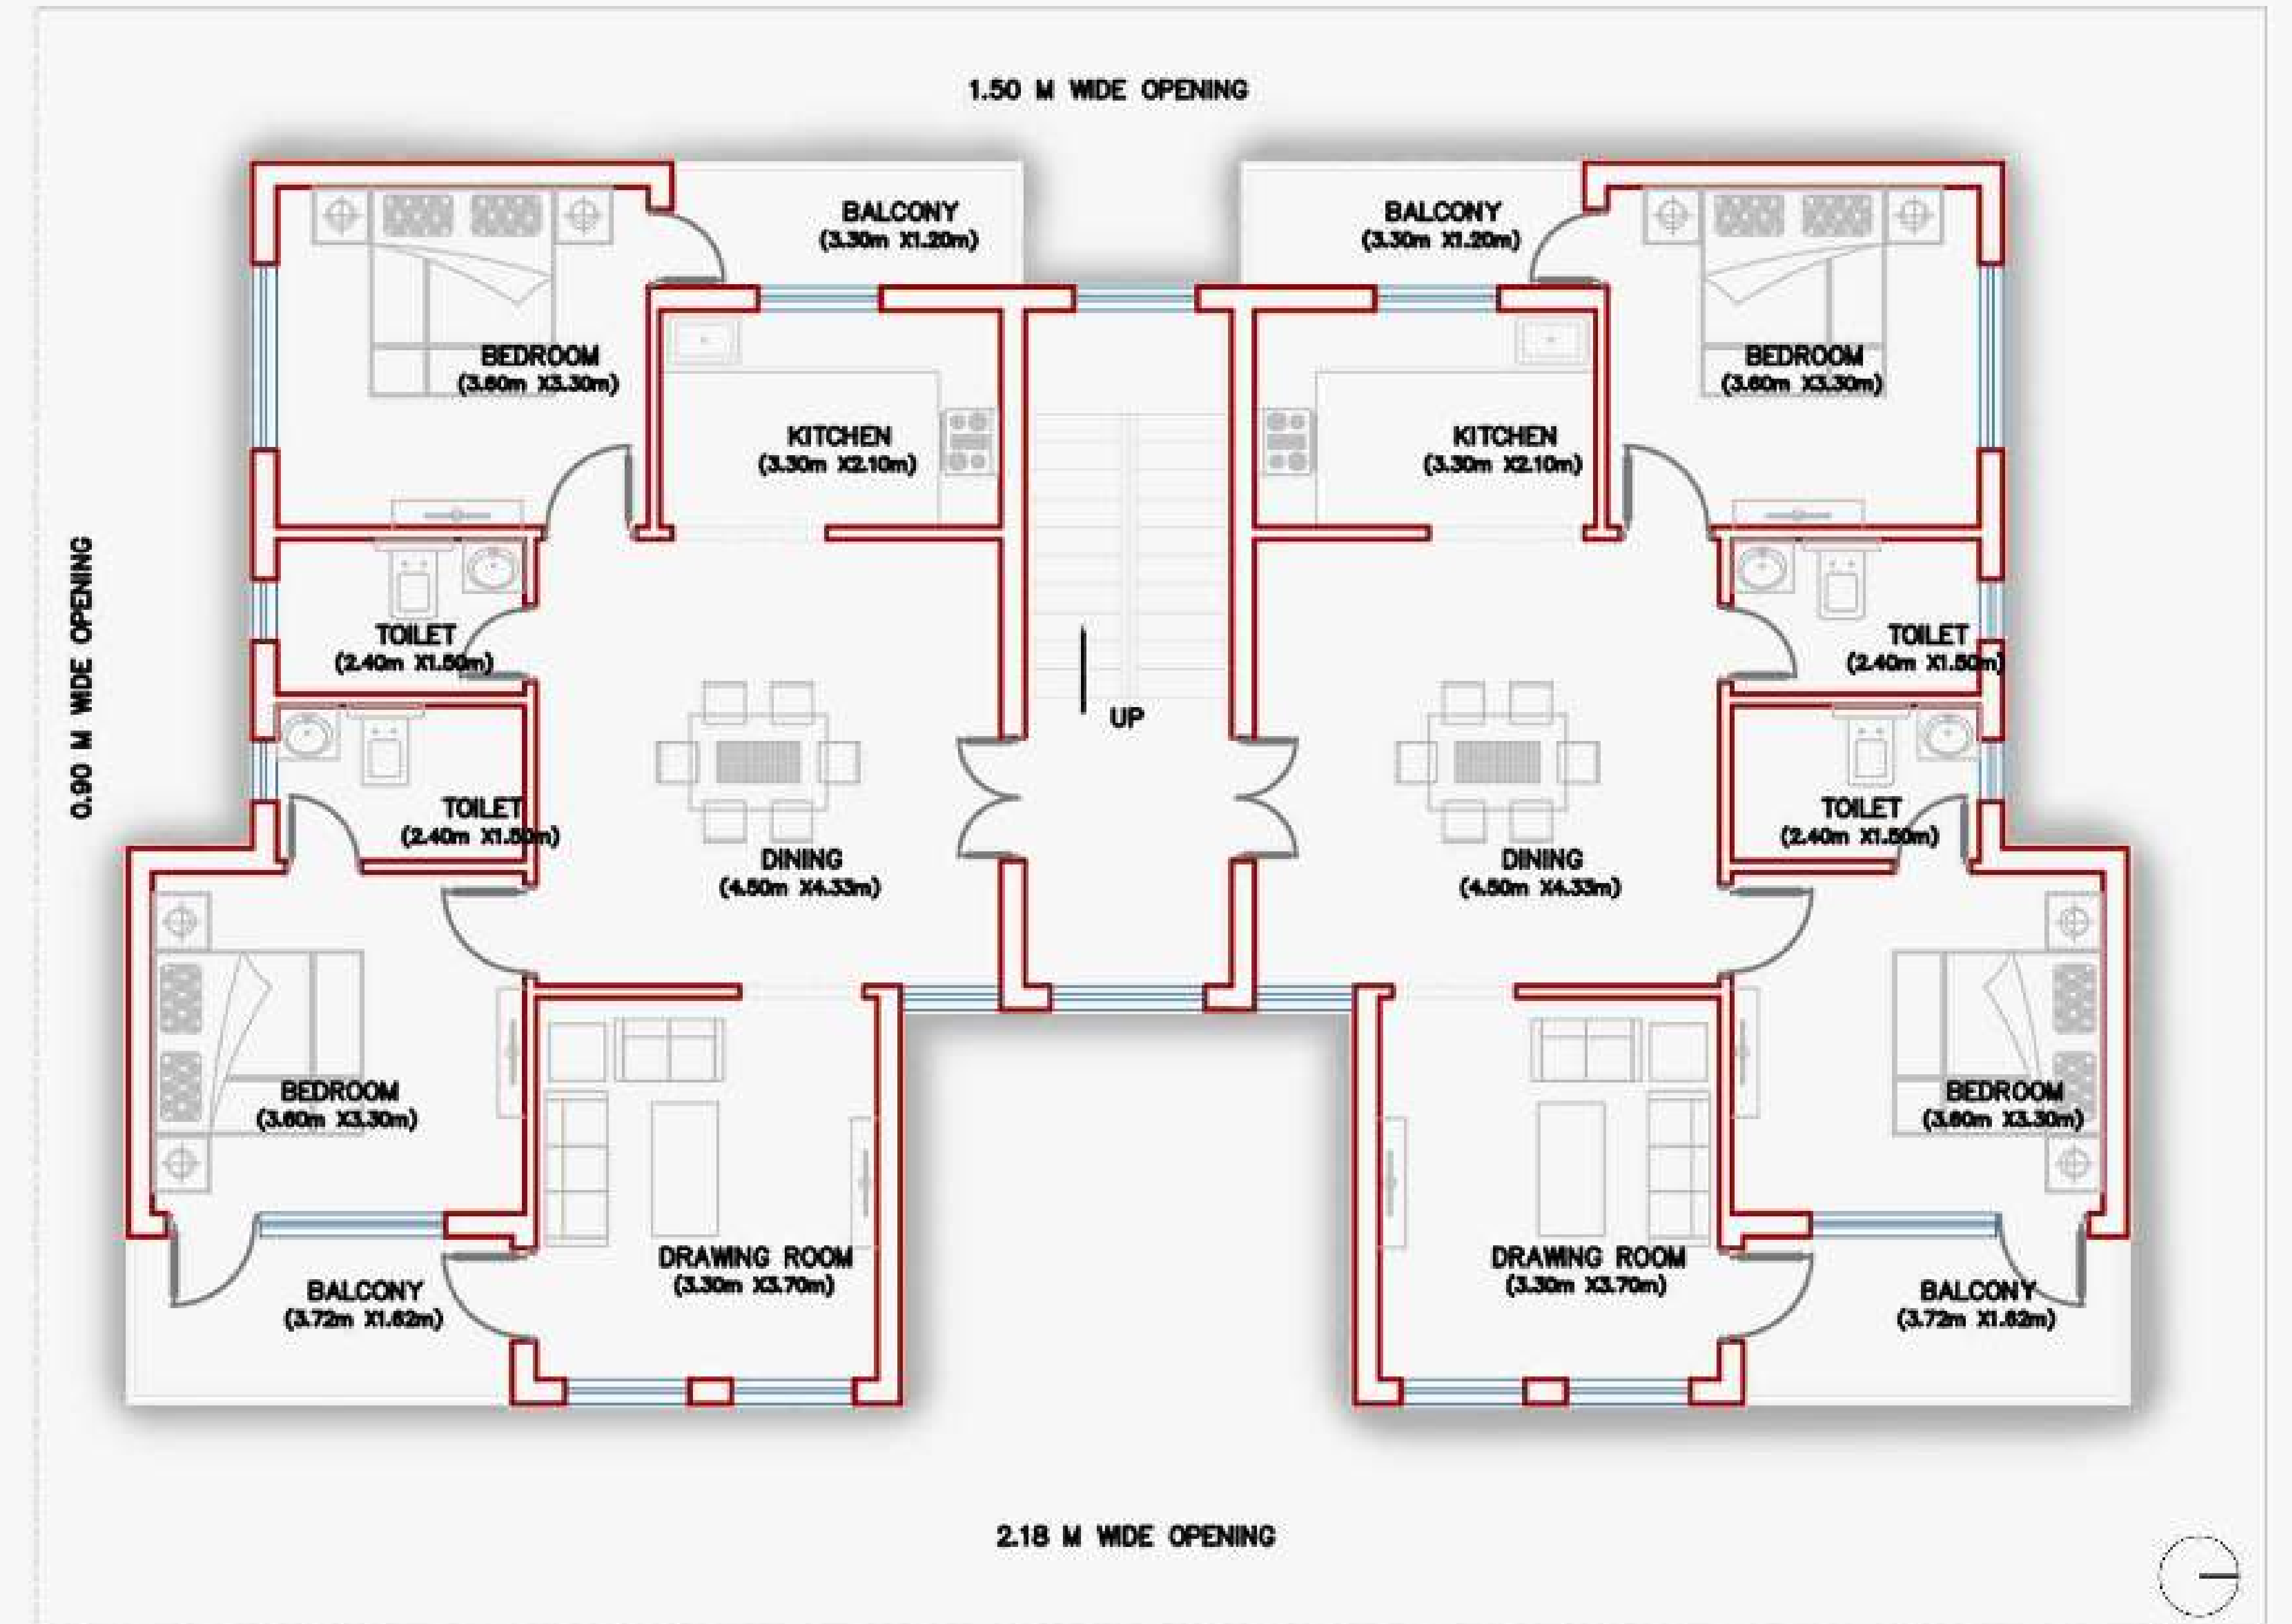 1.50 M WIDE OPENING
BALCONY
(3.30m X1.20m)
BALCONY
(3.30m X1.20m)
BEDROOM
(3.60m X3.30m)
BEDROOM
(3.60m X3.30m)
KITCHEN
(3.30m X2.10m)
KITCHEN
(3.30m X2.10m)
0.90 M WIDE OPENING
TOILET
(2.40m X1.50m)
TOILET
(2.40m X1.50m)
UP
TOILET
(2.40m X1.50m)
TOILET
(2.40m X1.50m)
DINING
(4.50m X4.33m)
DINING
(4.50m X4.33m)
BEDROOM
(3.60m X3.30m)
BEDROOM
(3.60m X3.30m)
DRAWING ROOM
(3.30m X3.70m)
DRAWING ROOM
(3.30m X3.70m)
BALCONY
(3.72m X1.62m)
BALCONY
(3.72m X1.62m)
2.18 M WIDE OPENING